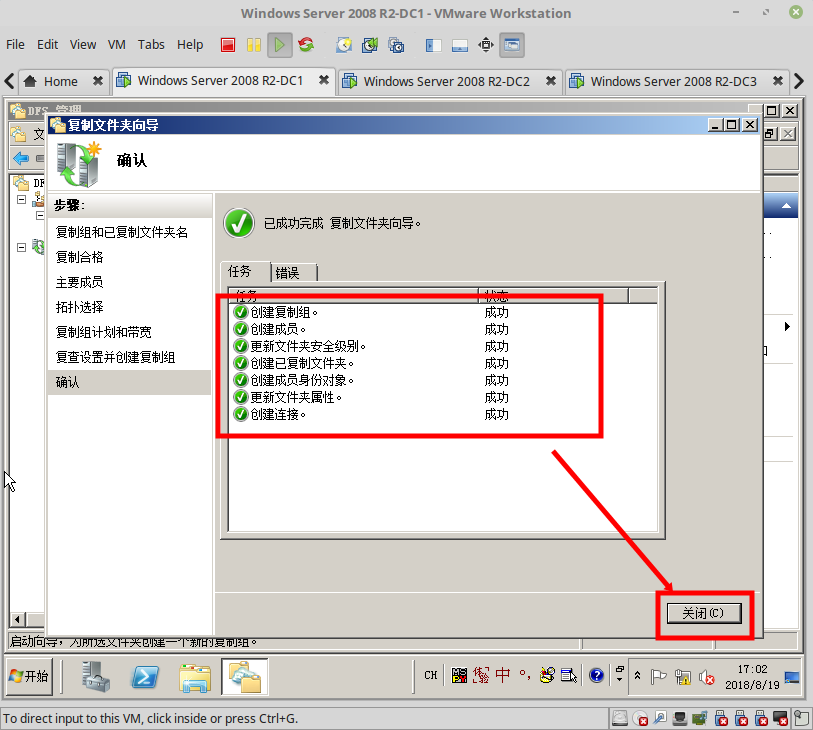 Windows Server 2008 R2-DC1 - VMware Workstation
File Edit View VM Tabs Help
Home Windows Server 2008 R2-DC1 Windows Server 2008 R2-DC2 Windows Server 2008 R2-DC3
DFS 管理
复制文件夹向导
文
确认
步骤:
复制组和已复制文件夹名
复制合格
主要成员
拓扑选择
复制组计划和带宽
复查设置并创建复制组
确认
已成功完成 复制文件夹向导。
任务 错误
任务 状态
创建复制组。 成功
创建成员。 成功
更新文件夹安全级别。 成功
创建已复制文件夹。 成功
创建成员身份对象。 成功
更新文件夹属性。 成功
创建连接。 成功
关闭(C)
启动向导，为所选文件夹创建一个新的复制组。
开始
CH
中
17:02
2018/8/19
To direct input to this VM, click inside or press Ctrl+G.